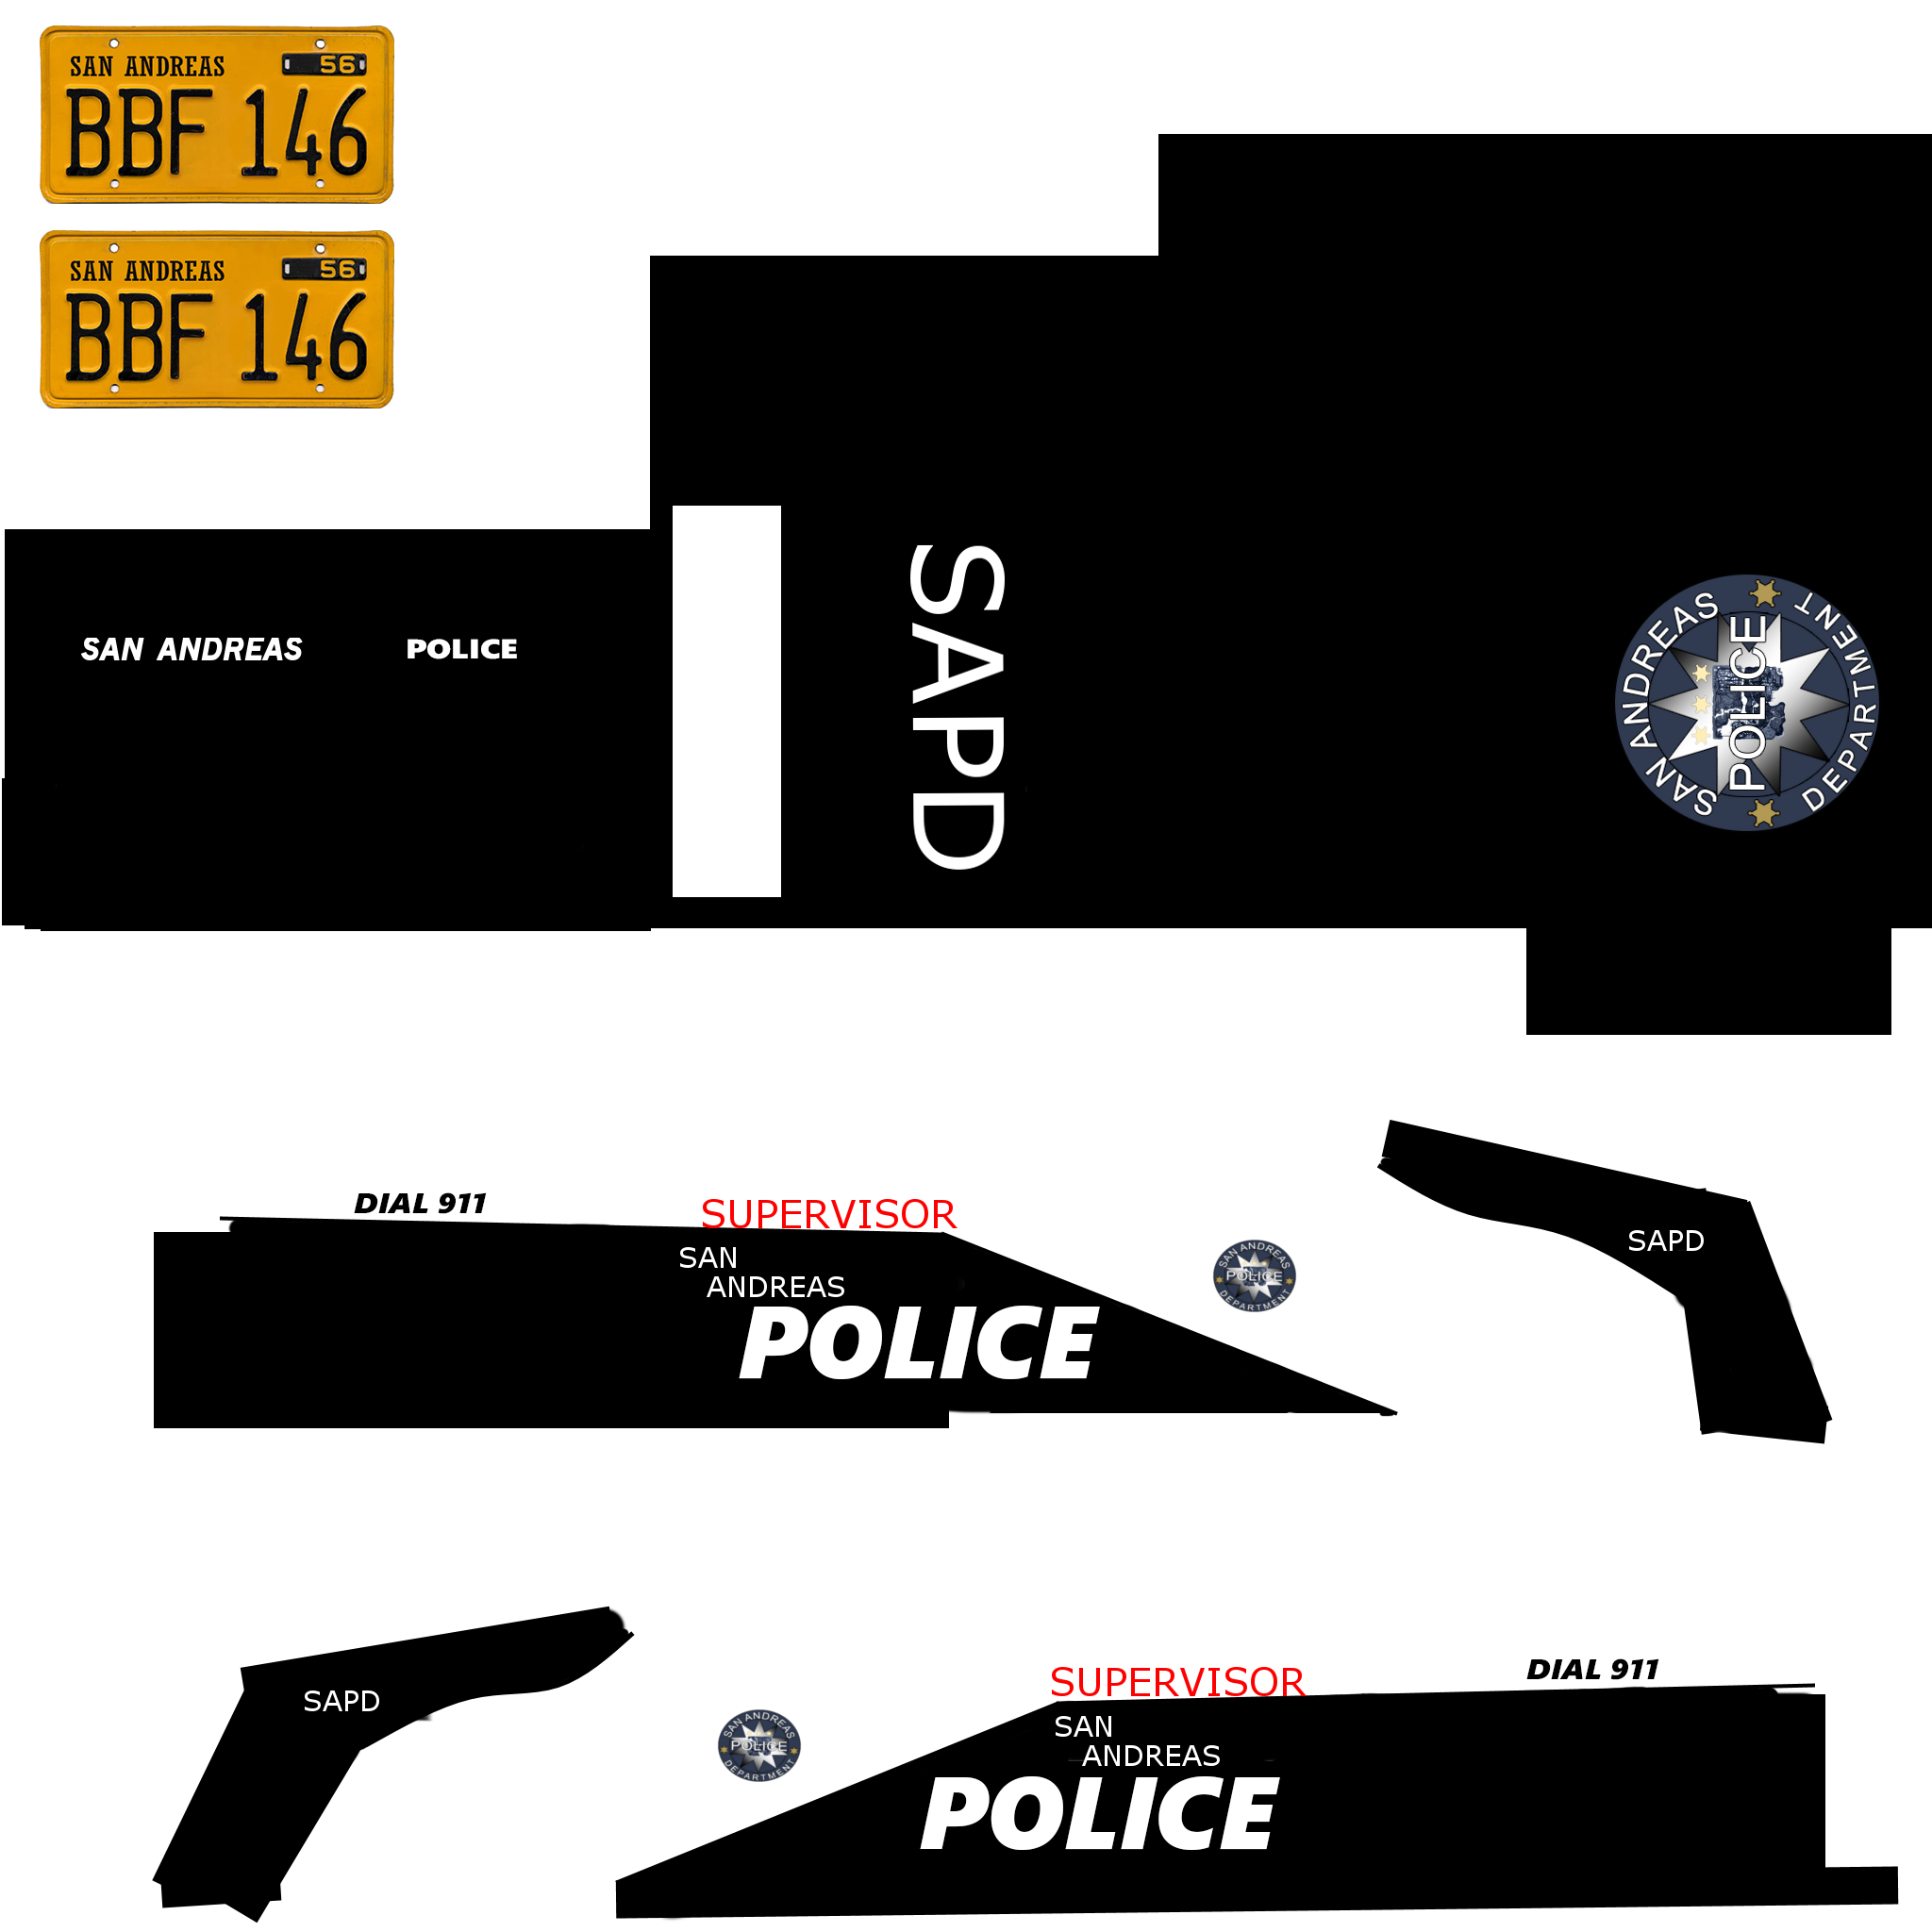 SAN ANDREAS 56
BBF 146
SAN ANDREAS 56
BBF 146
SAN ANDREAS POLICE
SAPD
SAN ANDREAS
POLICE
DEPARTMENT
DIAL 911
SUPERVISOR
SAN
ANDREAS
POLICE
SAN ANDREAS
POLICE
DEPARTMENT
SAPD
SAPD
SAN ANDREAS
POLICE
DEPARTMENT
SUPERVISOR
DIAL 911
SAN
ANDREAS
POLICE